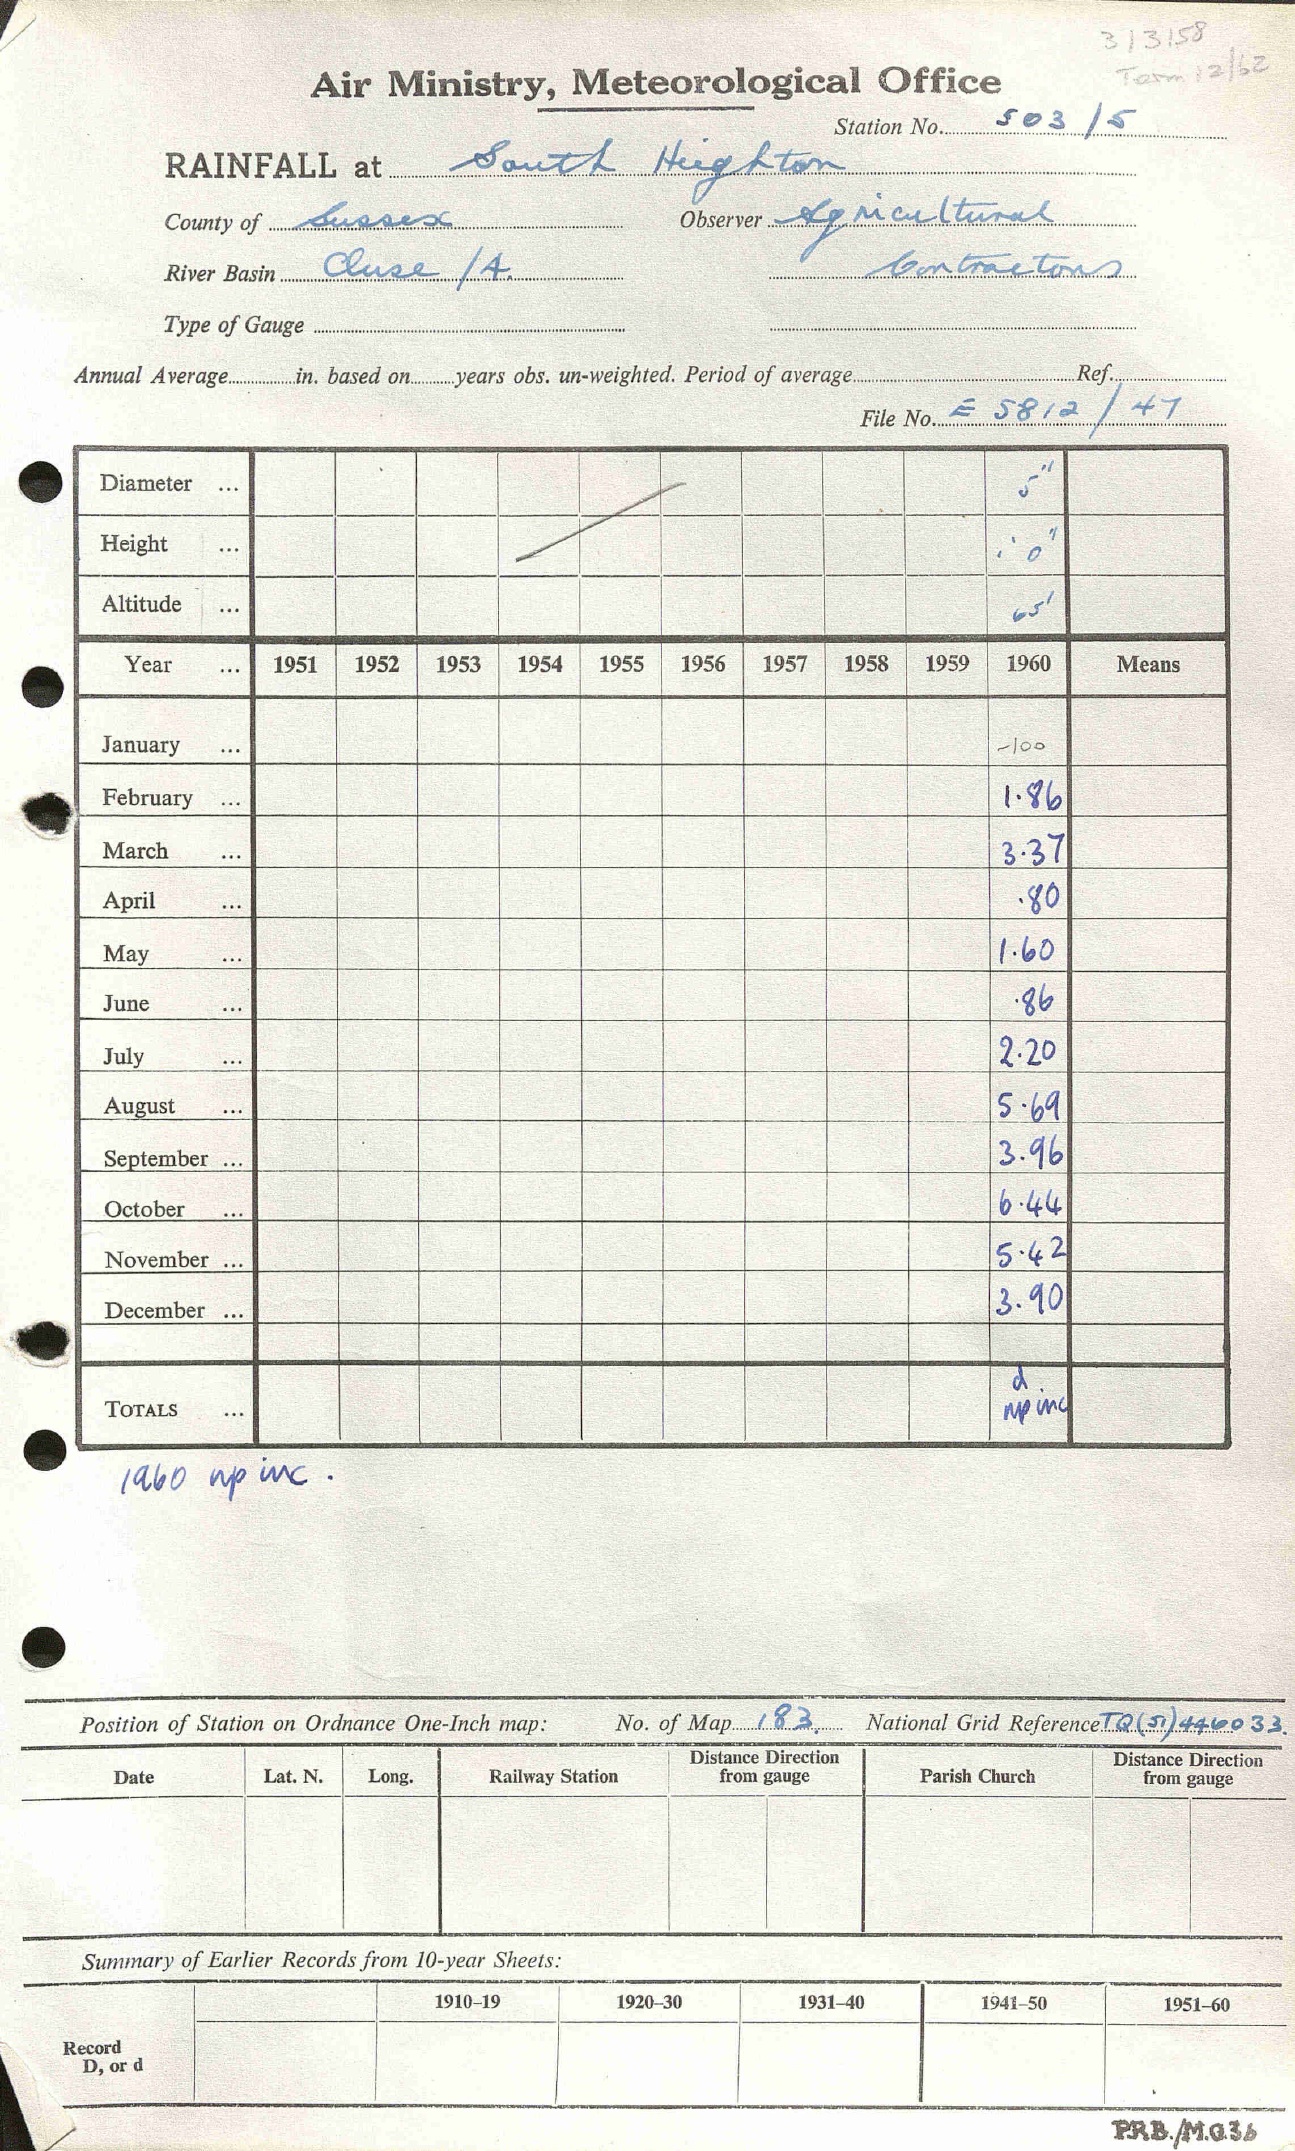 3/3/58
Term 12/62
Air Ministry, Meteorological Office
Station No. 503/5
RAINFALL at South Heighton
County of Sussex Observer Agricultural
River Basin Ouse /A. Contractors
Type of Gauge
Annual Average in. based on years obs. un-weighted. Period of average Ref.
File No. E 5812/47
Diameter ... 5"
Height ... 1' 0"
Altitude ... 65'
Year ... 1951 1952 1953 1954 1955 1956 1957 1958 1959 1960 Means
January ...
February ... 1.86
March ... 3.37
April ... .80
May ... 1.60
June ... .86
July ... 2.20
August ... 5.69
September ... 3.96
October ... 6.44
November ... 5.42
December ... 3.90
d.
TOTALS ... np inc
1960 np inc.
Position of Station on Ordnance One-Inch map: No. of Map 183. National Grid Reference TQ(51)446033.
Date Lat. N. Long. Railway Station Distance Direction from gauge Parish Church Distance Direction from gauge
Summary of Earlier Records from 10-year Sheets:
1910–19 1920–30 1931–40 1941–50 1951–60
Record
D, or d
P.R.B./M.O.36